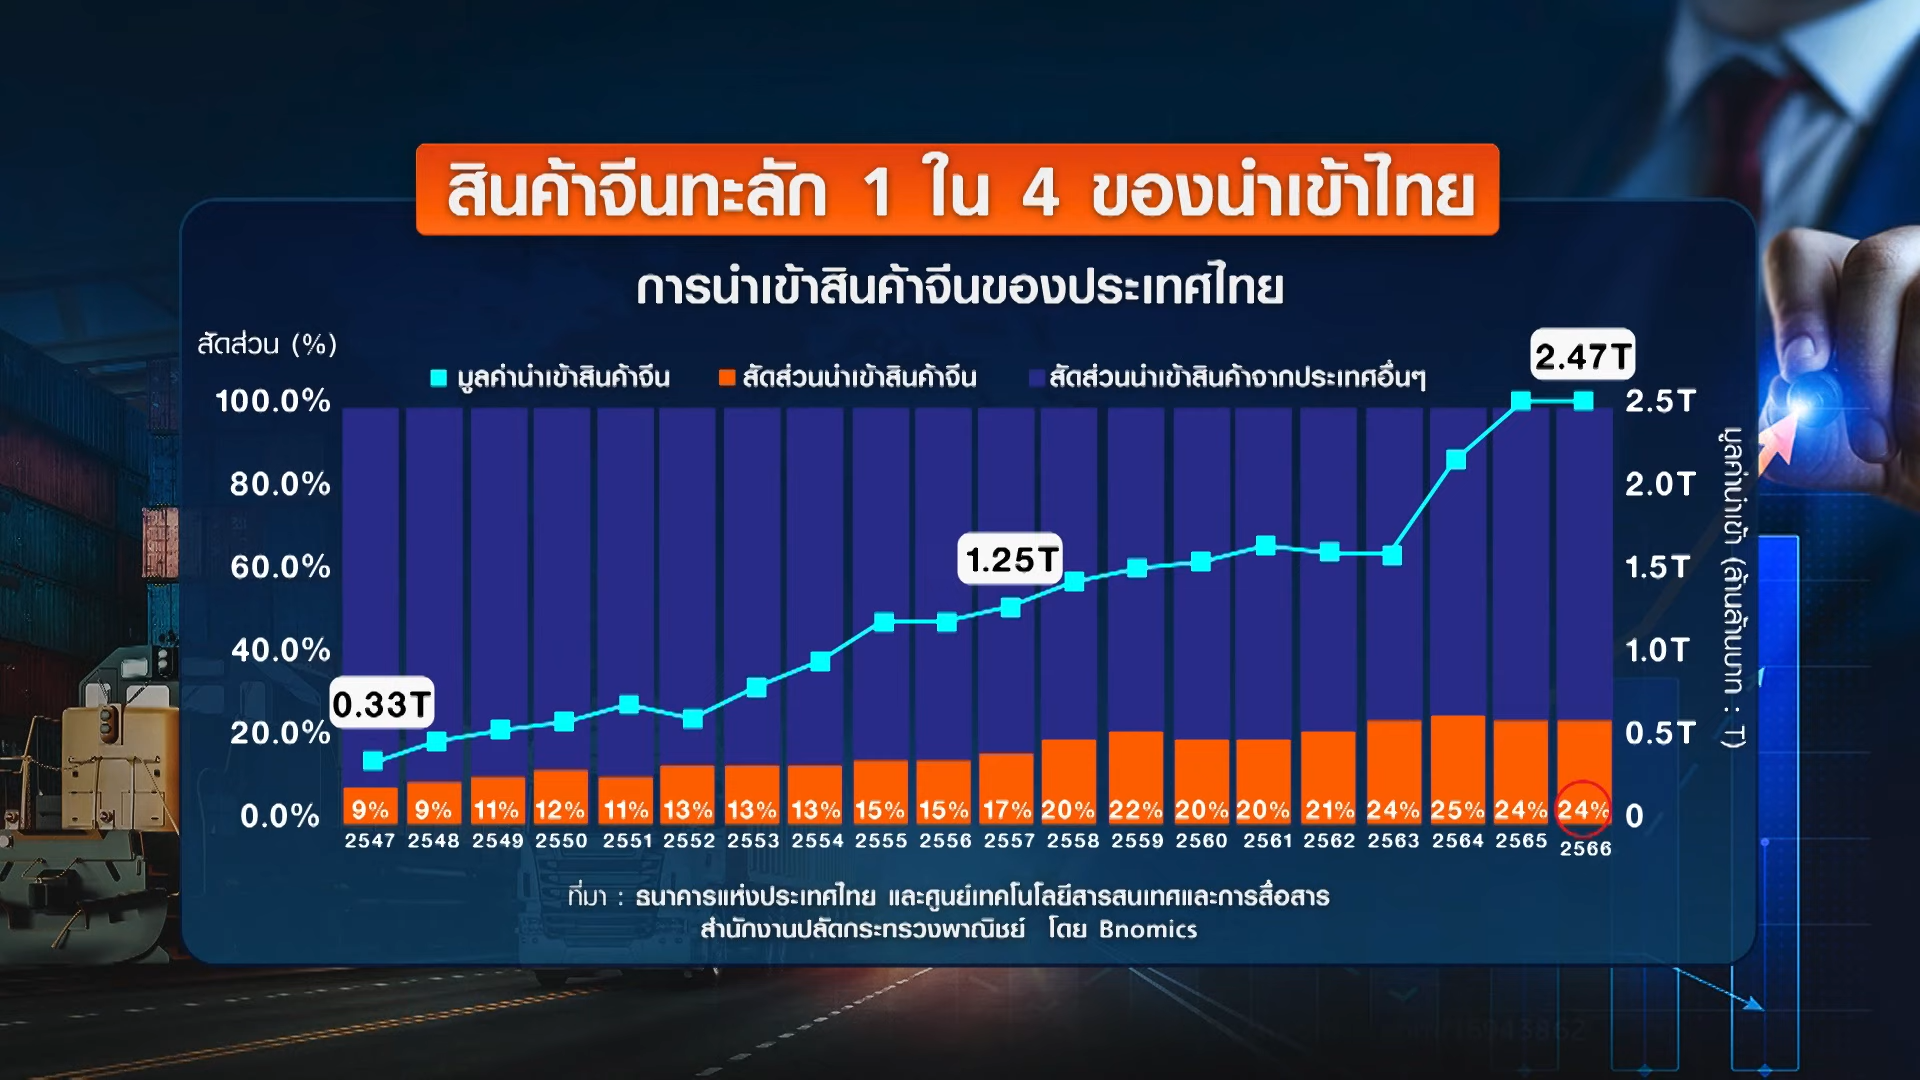 สินค้าจีนทะลัก 1 ใน 4 ของนำเข้าไทย
การนำเข้าสินค้าจีนของประเทศไทย
สัดส่วน (%)
มูลค่านำเข้าสินค้าจีน สัดส่วนนำเข้าสินค้าจีน สัดส่วนนำเข้าสินค้าจากประเทศอื่นๆ
2.47T
100.0% 2.5T
80.0% 2.0T
60.0% 1.25T 1.5T
40.0% 1.0T
0.33T
20.0% 0.5T
0.0% 9% 9% 11% 12% 11% 13% 13% 13% 15% 15% 17% 20% 22% 20% 20% 21% 24% 25% 24% 24% 0
2547 2548 2549 2550 2551 2552 2553 2554 2555 2556 2557 2558 2559 2560 2561 2562 2563 2564 2565 2566
มูลค่านำเข้า (ล้านล้านบาท : T)
ที่มา : ธนาคารแห่งประเทศไทย และศูนย์เทคโนโลยีสารสนเทศและการสื่อสาร
สำนักงานปลัดกระทรวงพาณิชย์ โดย Bnomics